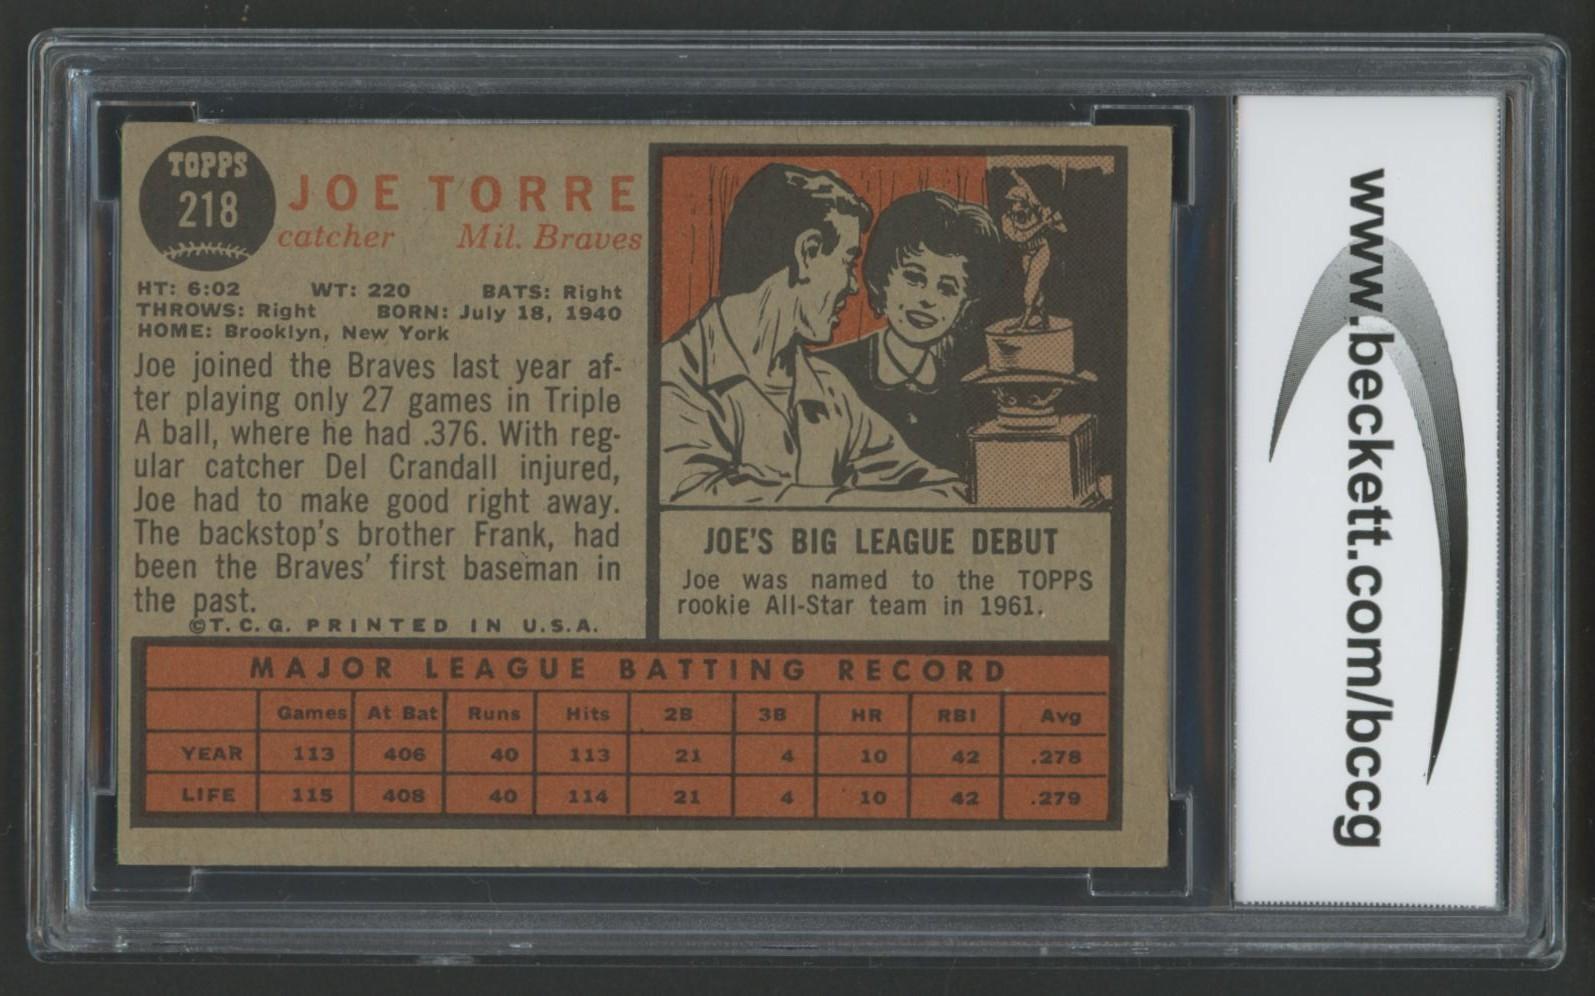 TOPPS
218
JOE TORRE
catcher Mil. Braves
HT: 6:02 WT: 220 BATS: Right
THROWS: Right BORN: July 18, 1940
HOME: Brooklyn, New York
Joe joined the Braves last year af-
ter playing only 27 games in Triple
A ball, where he had .376. With reg-
ular catcher Del Crandall injured,
Joe had to make good right away.
The backstop's brother Frank, had
been the Braves' first baseman in
the past.
©T.C.G. PRINTED IN U.S.A.
JOE'S BIG LEAGUE DEBUT
Joe was named to the TOPPS
rookie All-Star team in 1961.
MAJOR LEAGUE BATTING RECORD
Games At Bat Runs Hits 2B 3B HR RBI Avg
YEAR 113 406 40 113 21 4 10 42 .278
LIFE 115 408 40 114 21 4 10 42 .279
www.beckett.com/bccg